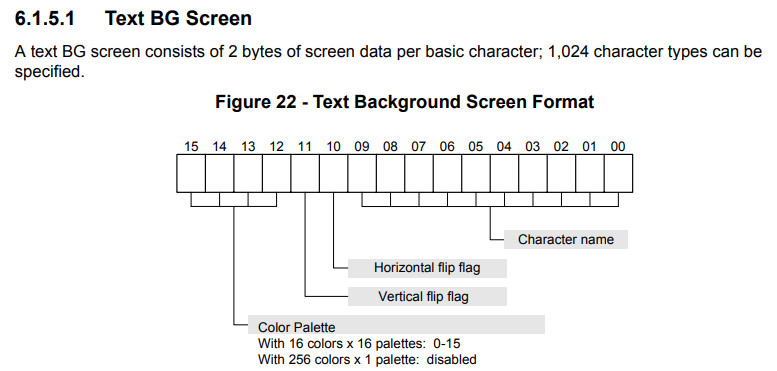 6.1.5.1 Text BG Screen
A text BG screen consists of 2 bytes of screen data per basic character; 1,024 character types can be
specified.
Figure 22 - Text Background Screen Format
15 14 13 12 11 10 09 08 07 06 05 04 03 02 01 00
Character name
Horizontal flip flag
Vertical flip flag
Color Palette
With 16 colors x 16 palettes: 0-15
With 256 colors x 1 palette: disabled